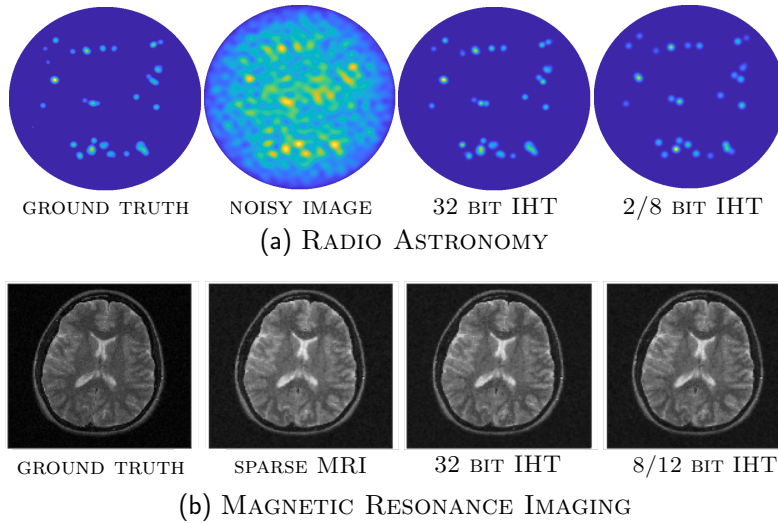 GROUND TRUTH NOISY IMAGE 32 BIT IHT 2/8 BIT IHT
(a) RADIO ASTRONOMY
GROUND TRUTH SPARSE MRI 32 BIT IHT 8/12 BIT IHT
(b) MAGNETIC RESONANCE IMAGING